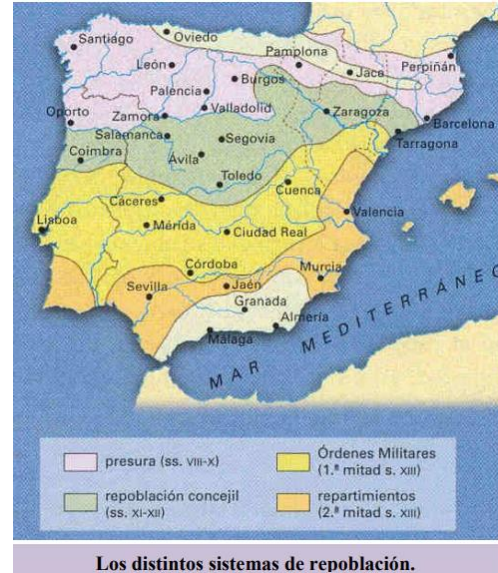 Oviedo
Santiago
Pamplona
Perpiñán
León
Jaca
Burgos
Palencia
Oporto
Zamora
Valladolid
Zaragoza
Barcelona
Salamanca
Segovia
Tarragona
Coimbra
Ávila
Toledo
Cuenca
Cáceres
Lisboa
Valencia
Mérida
Ciudad Real
Córdoba
Murcia
Sevilla
Jaén
Granada
Almería
Málaga
MAR MEDITERRÁNEO
presura (ss. VIII-X)
repoblación concejil
(ss. XI-XII)
Órdenes Militares
(1.ª mitad s. XIII)
repartimientos
(2.ª mitad s. XIII)
Los distintos sistemas de repoblación.